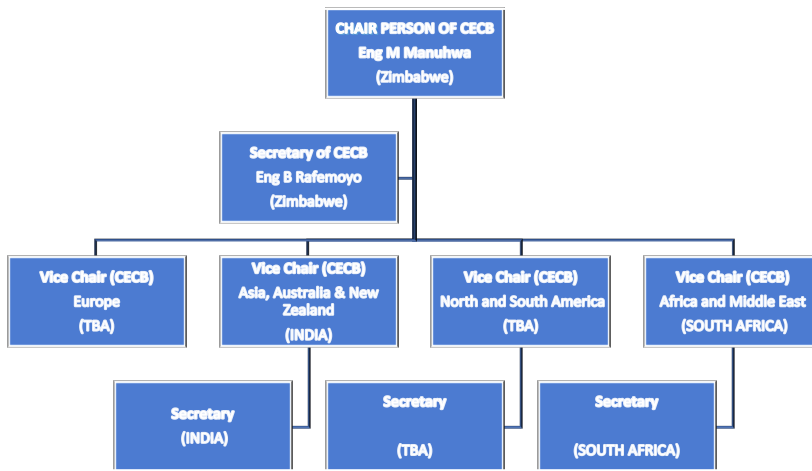 CHAIR PERSON OF CECB
Eng M Manuhwa
(Zimbabwe)
Secretary of CECB
Eng B Rafemoyo
(Zimbabwe)
Vice Chair (CECB)
Europe
(TBA)
Vice Chair (CECB)
Asia, Australia & New
Zealand
(INDIA)
Vice Chair (CECB)
North and South America
(TBA)
Vice Chair (CECB)
Africa and Middle East
(SOUTH AFRICA)
Secretary
(INDIA)
Secretary
(TBA)
Secretary
(SOUTH AFRICA)